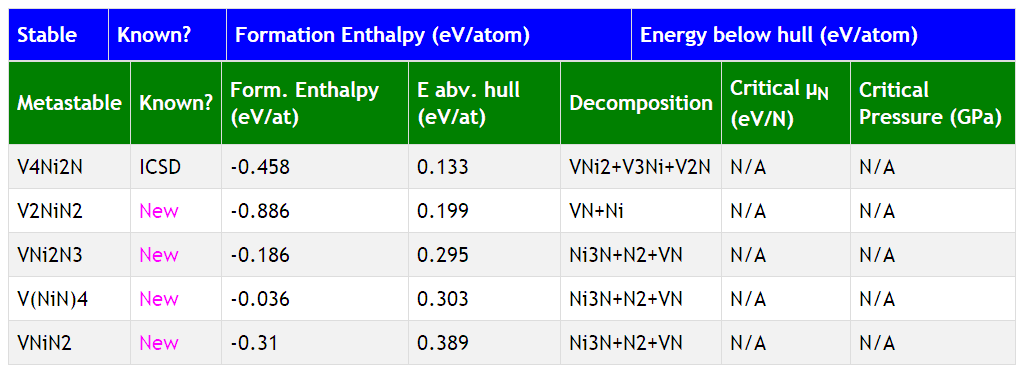 Stable Known? Formation Enthalpy (eV/atom) Energy below hull (eV/atom)
Metastable Known? Form. Enthalpy (eV/at) E abv. hull (eV/at) Decomposition Critical μN (eV/N) Critical Pressure (GPa)
V4Ni2N ICSD -0.458 0.133 VNi2+V3Ni+V2N N/A N/A
V2NiN2 New -0.886 0.199 VN+Ni N/A N/A
VNi2N3 New -0.186 0.295 Ni3N+N2+VN N/A N/A
V(NiN)4 New -0.036 0.303 Ni3N+N2+VN N/A N/A
VNiN2 New -0.31 0.389 Ni3N+N2+VN N/A N/A